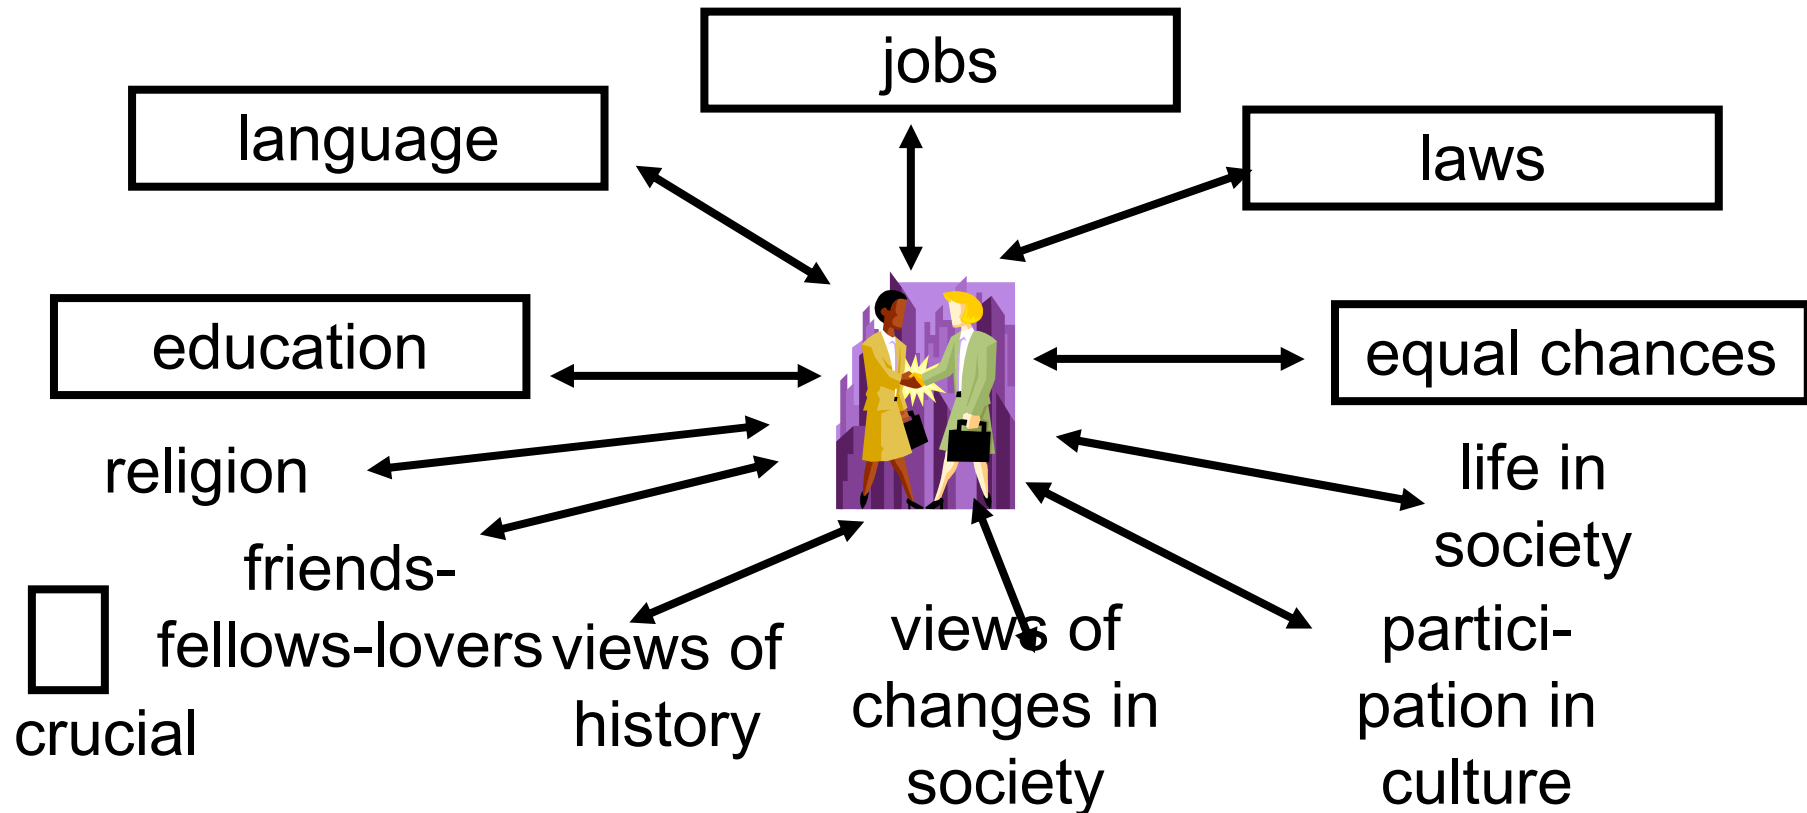 jobs
language
laws
education
equal chances
religion
life in
society
friends-
fellows-lovers
views of
history
views of
changes in
society
partici-
pation in
culture
crucial